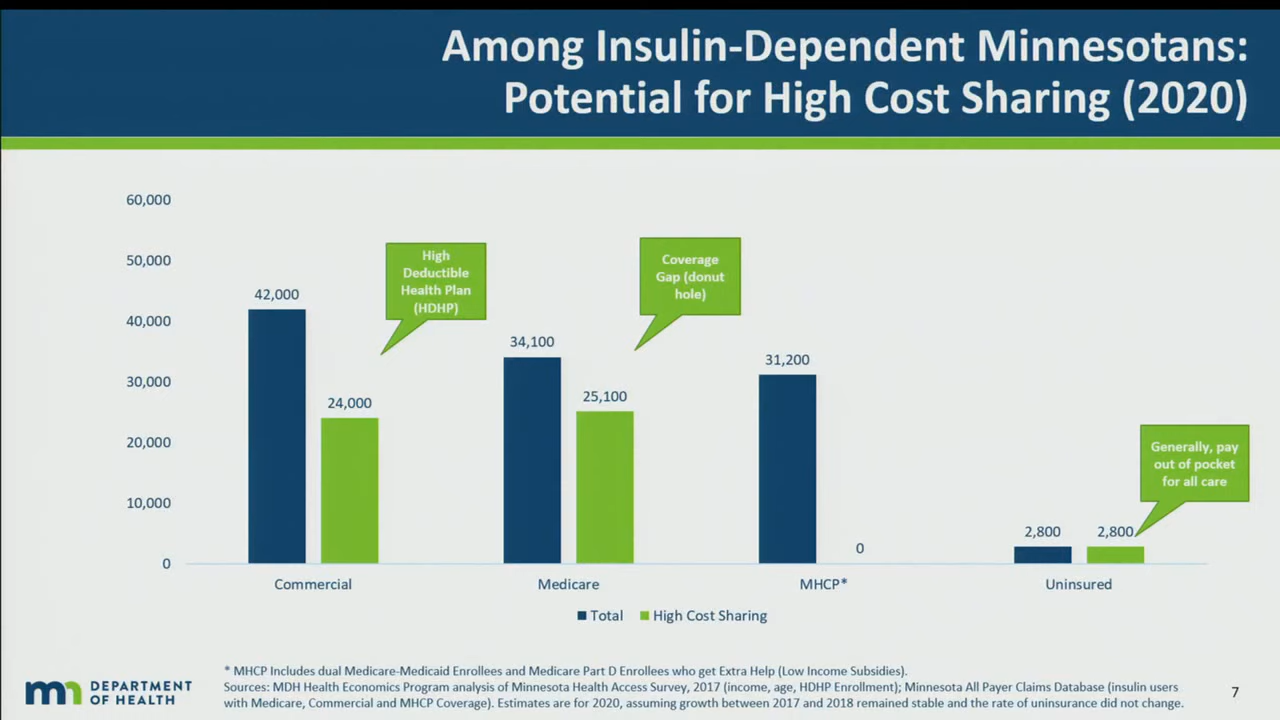 Among Insulin-Dependent Minnesotans:
Potential for High Cost Sharing (2020)
60,000
50,000
40,000
30,000
20,000
10,000
0
42,000
24,000
High
Deductible
Health Plan
(HDHP)
34,100
25,100
Coverage
Gap (donut
hole)
31,200
0
2,800
2,800
Generally, pay
out of pocket
for all care
Commercial
Medicare
MHCP*
Uninsured
Total
High Cost Sharing
* MHCP Includes dual Medicare-Medicaid Enrollees and Medicare Part D Enrollees who get Extra Help (Low Income Subsidies).
Sources: MDH Health Economics Program analysis of Minnesota Health Access Survey, 2017 (income, age, HDHP Enrollment); Minnesota All Payer Claims Database (insulin users
with Medicare, Commercial and MHCP Coverage). Estimates are for 2020, assuming growth between 2017 and 2018 remained stable and the rate of uninsurance did not change.
mn DEPARTMENT
OF HEALTH
7